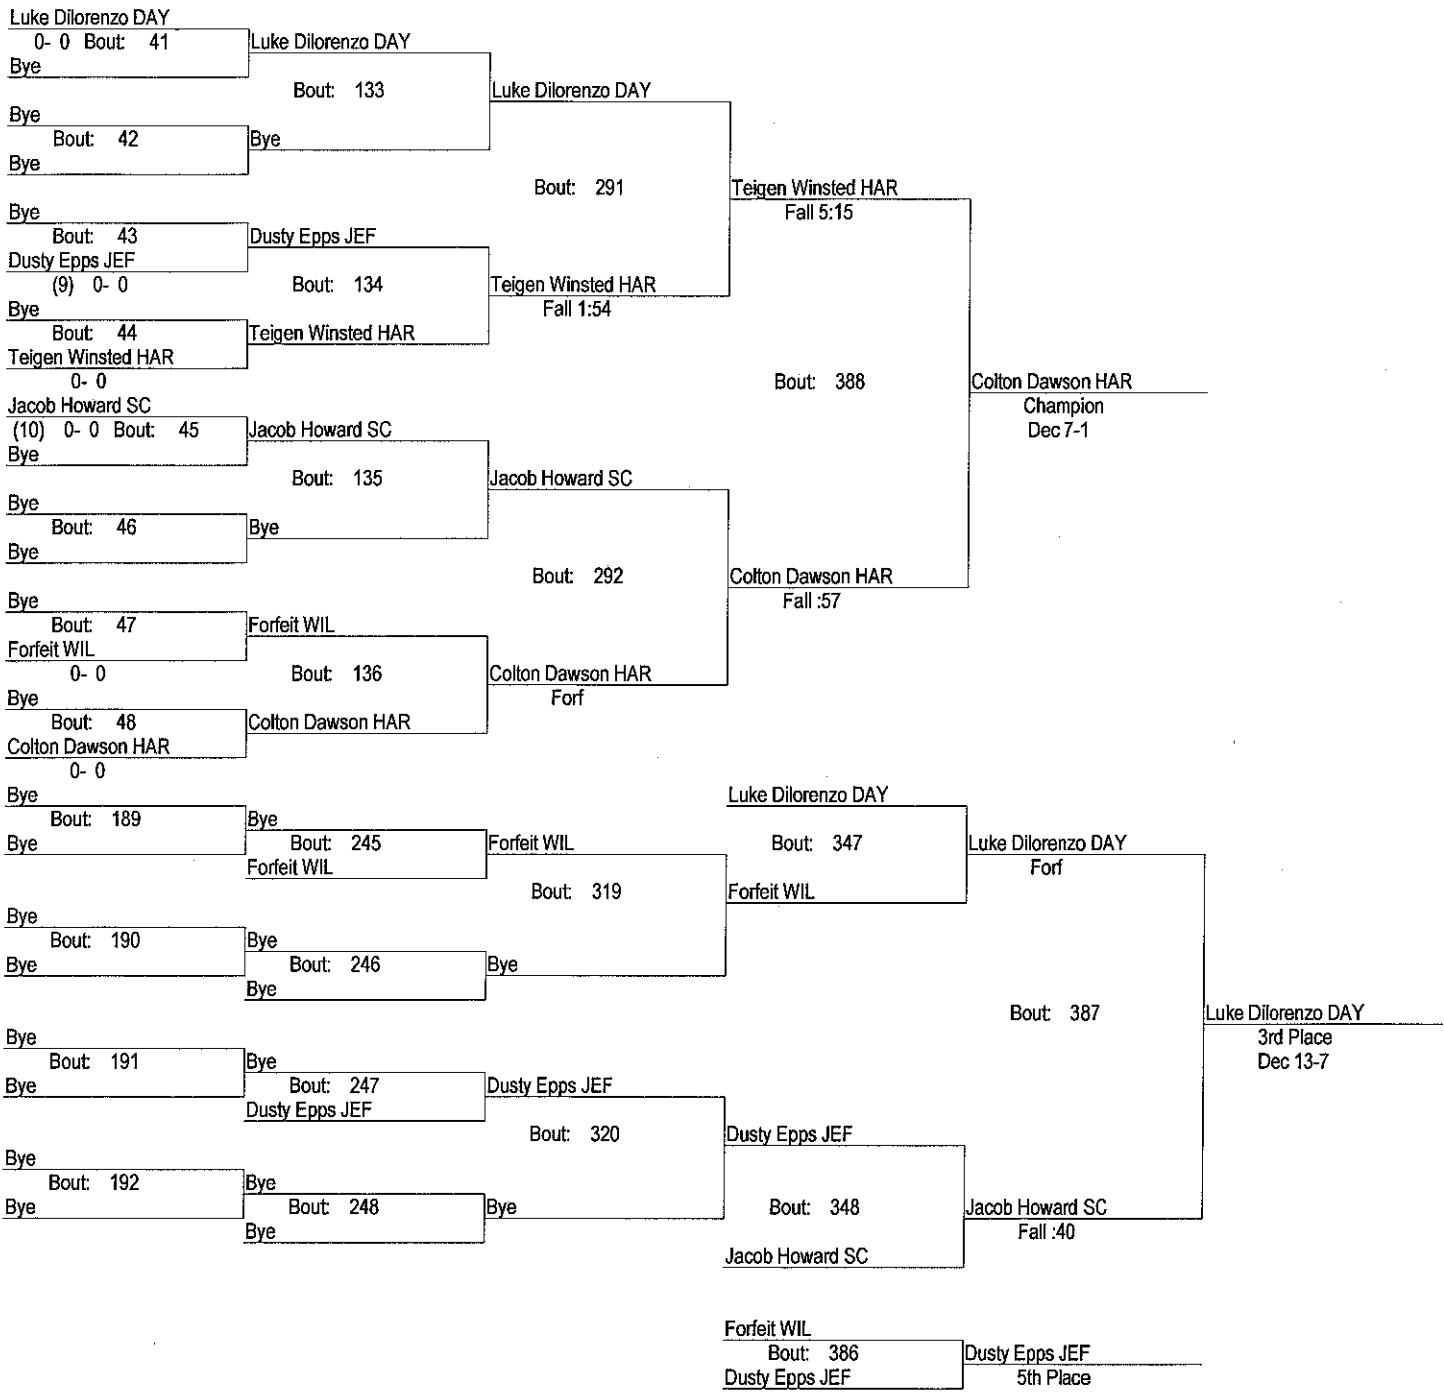 Luke Dilorenzo DAY
0- 0 Bout: 41
Bye
Luke Dilorenzo DAY
Bout: 133
Luke Dilorenzo DAY
Bye
Bout: 42
Bye
Bye
Bout: 291
Teigen Winsted HAR
Fall 5:15
Bye
Bout: 43
Dusty Epps JEF
Dusty Epps JEF
(9) 0- 0
Bout: 134
Teigen Winsted HAR
Fall 1:54
Bye
Bout: 44
Teigen Winsted HAR
Teigen Winsted HAR
0- 0
Bout: 388
Colton Dawson HAR
Champion
Dec 7-1
Jacob Howard SC
(10) 0- 0 Bout: 45
Jacob Howard SC
Bye
Bout: 135
Jacob Howard SC
Bye
Bout: 46
Bye
Bye
Bout: 292
Colton Dawson HAR
Fall :57
Bye
Bout: 47
Forfeit WIL
Forfeit WIL
0- 0
Bout: 136
Colton Dawson HAR
Forf
Bye
Bout: 48
Colton Dawson HAR
Colton Dawson HAR
0- 0
Bye
Bout: 189
Bye
Bye
Bout: 245
Forfeit WIL
Forfeit WIL
Luke Dilorenzo DAY
Bout: 347
Luke Dilorenzo DAY
Forf
Bout: 319
Forfeit WIL
Bye
Bout: 190
Bye
Bye
Bout: 246
Bye
Bye
Bout: 387
Luke Dilorenzo DAY
3rd Place
Dec 13-7
Bye
Bout: 191
Bye
Bye
Bout: 247
Dusty Epps JEF
Dusty Epps JEF
Bout: 320
Dusty Epps JEF
Bye
Bout: 192
Bye
Bye
Bout: 248
Bye
Bye
Bout: 348
Jacob Howard SC
Fall :40
Jacob Howard SC
Forfeit WIL
Bout: 386
Dusty Epps JEF
Dusty Epps JEF
5th Place